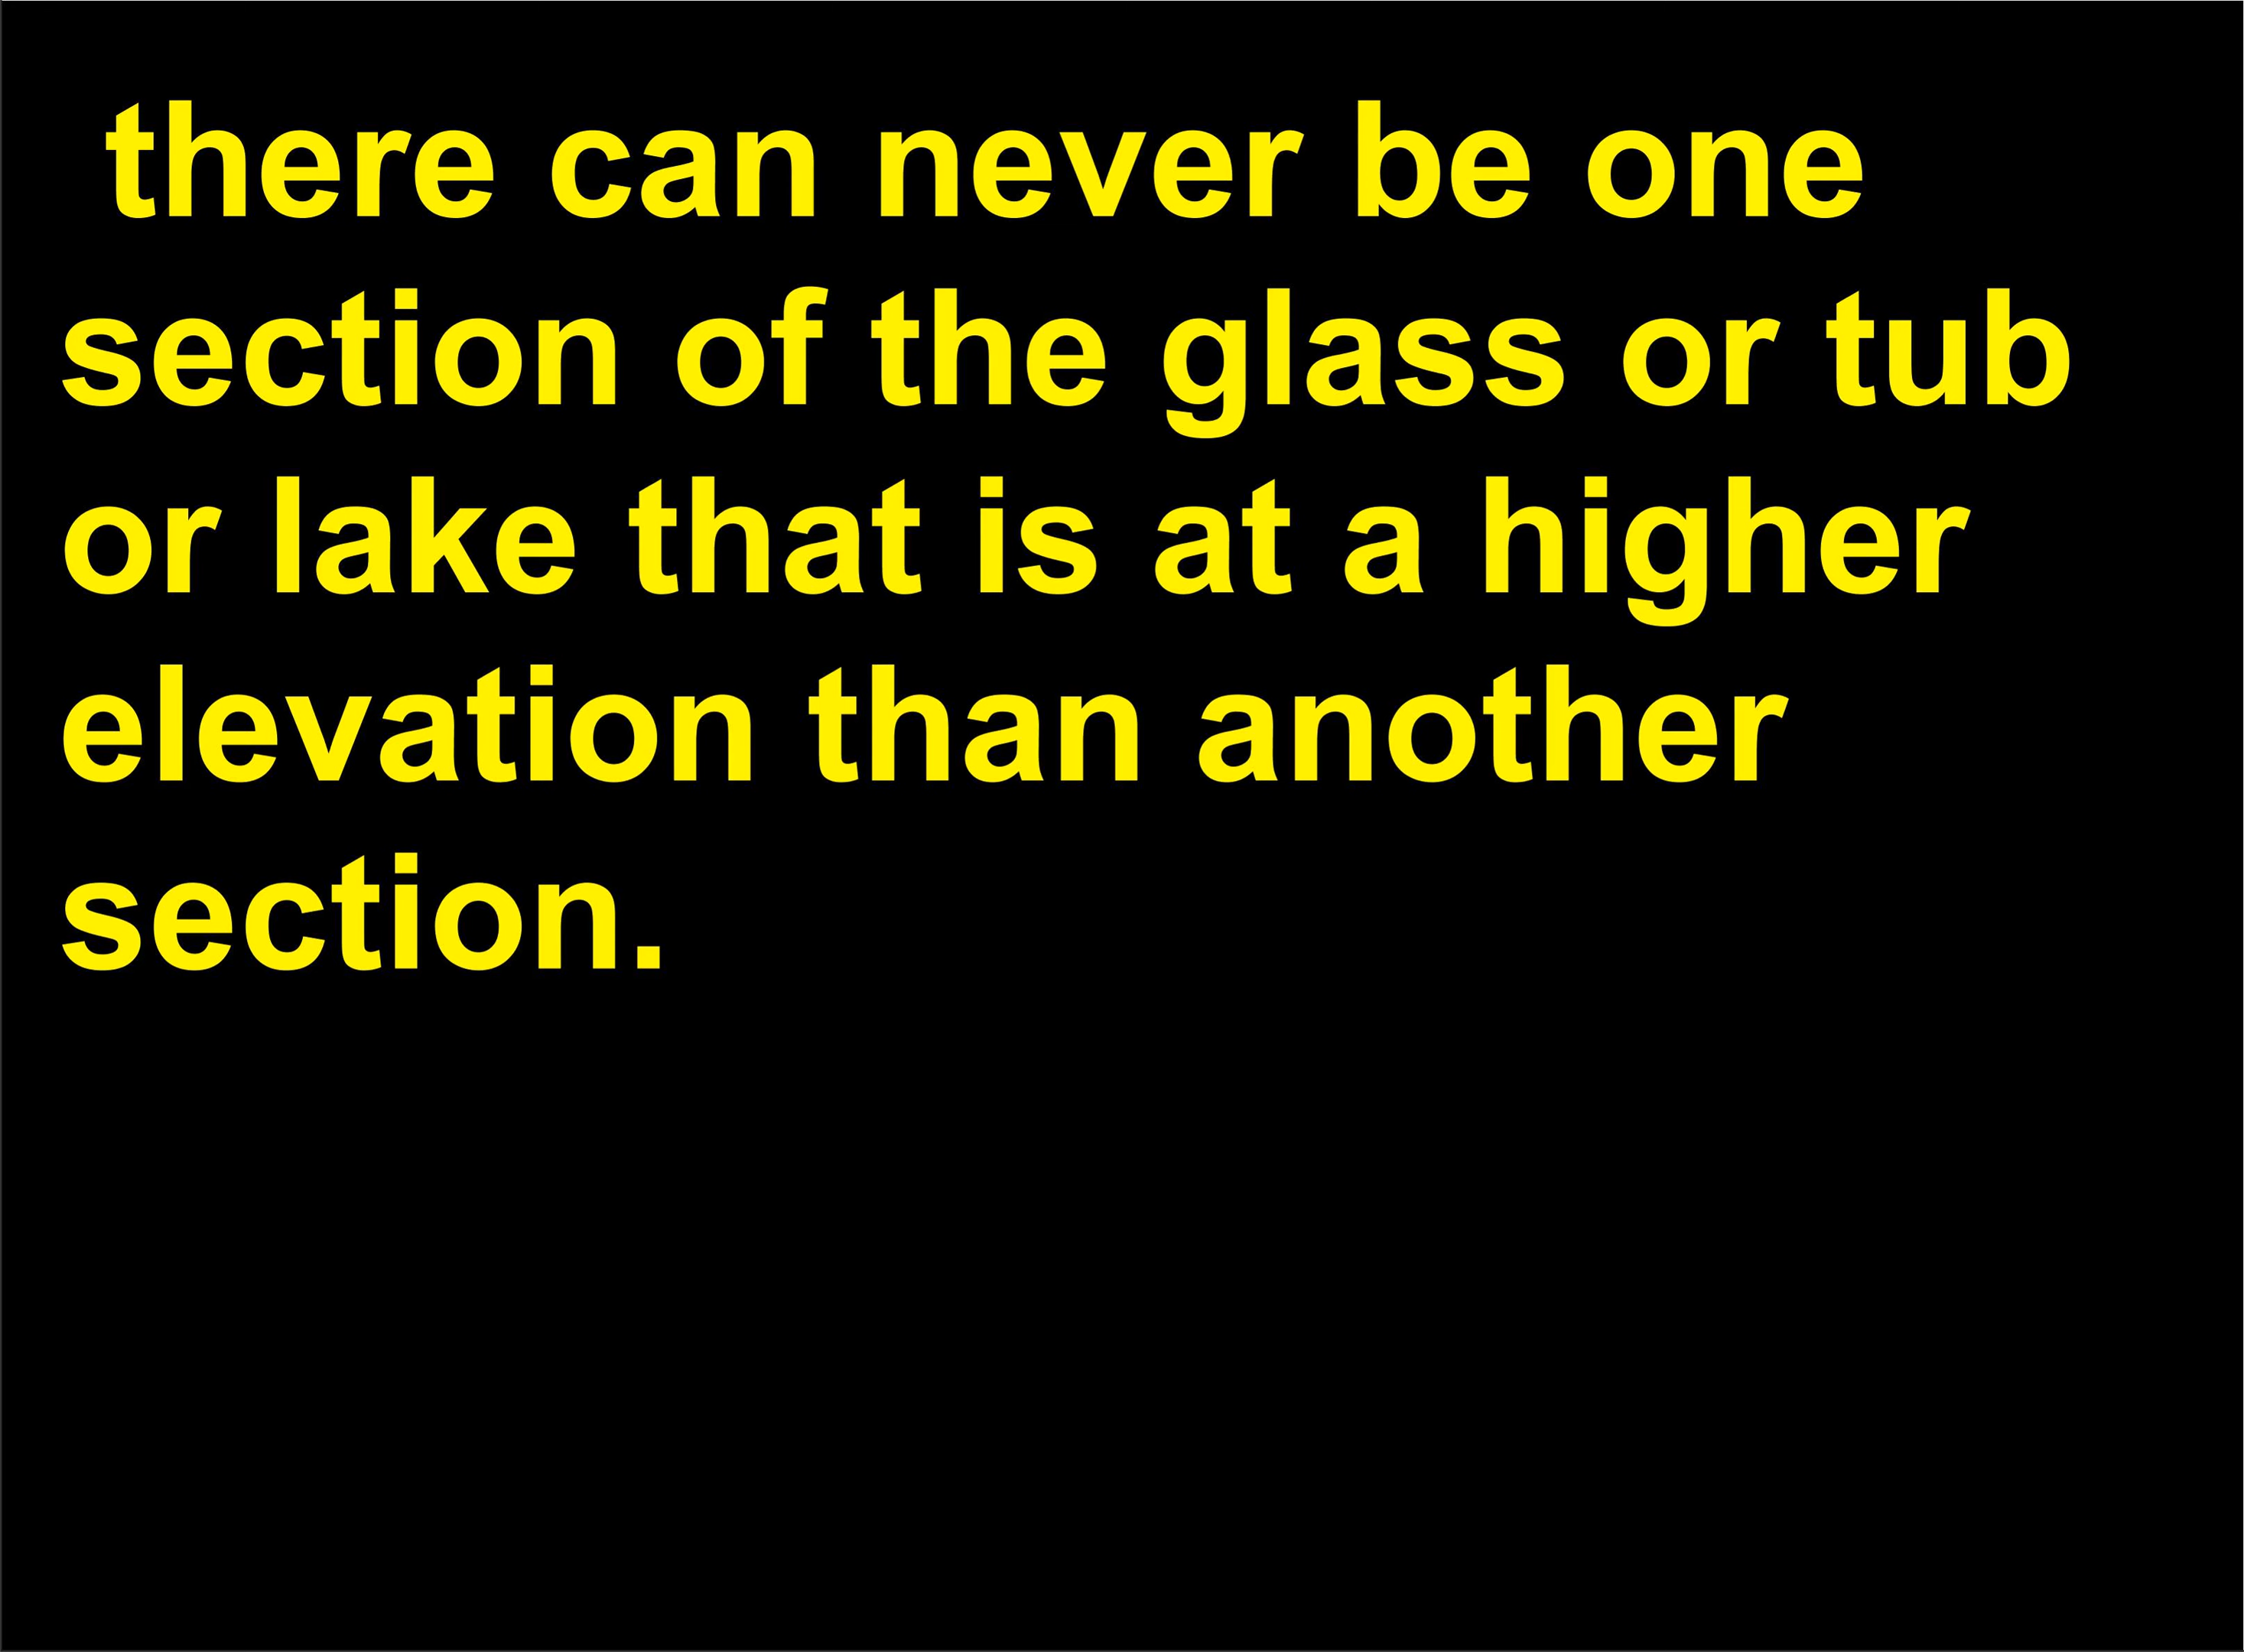 there can never be one
section of the glass or tub
or lake that is at a higher
elevation than another
section.